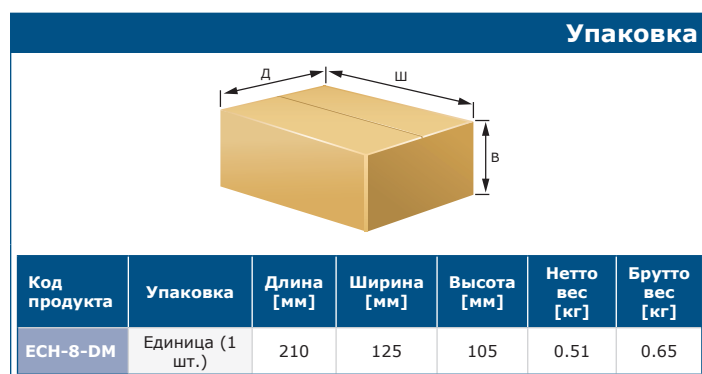 Упаковка
Д
Ш
В
Код продукта
Упаковка
Длина [мм]
Ширина [мм]
Высота [мм]
Нетто вес [кг]
Брутто вес [кг]
ECH-8-DM
Единица (1 шт.)
210
125
105
0.51
0.65